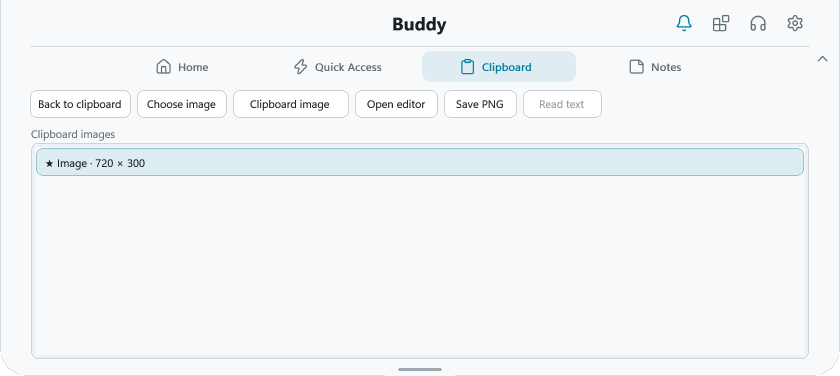 Buddy
Home
Quick Access
Clipboard
Notes
Back to clipboard
Choose image
Clipboard image
Open editor
Save PNG
Read text
Clipboard images
★ Image · 720 × 300